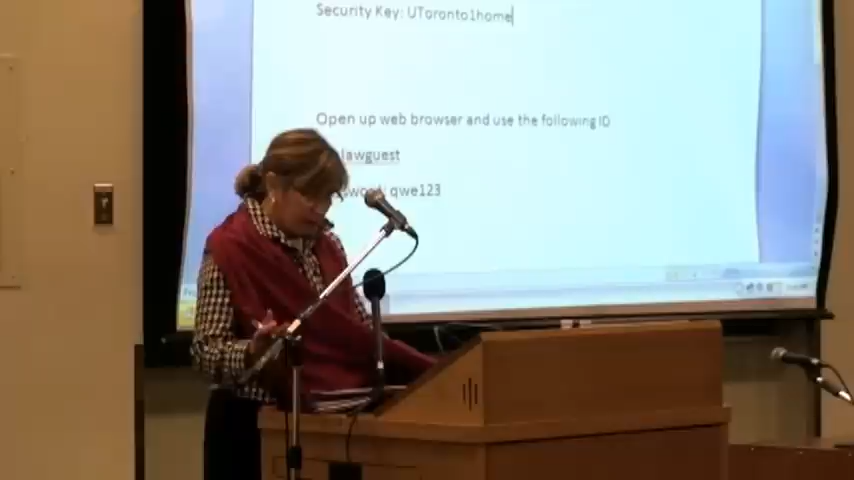 Security Key: UToronto1home
Open up web browser and use the following ID
lawguest
qwe123